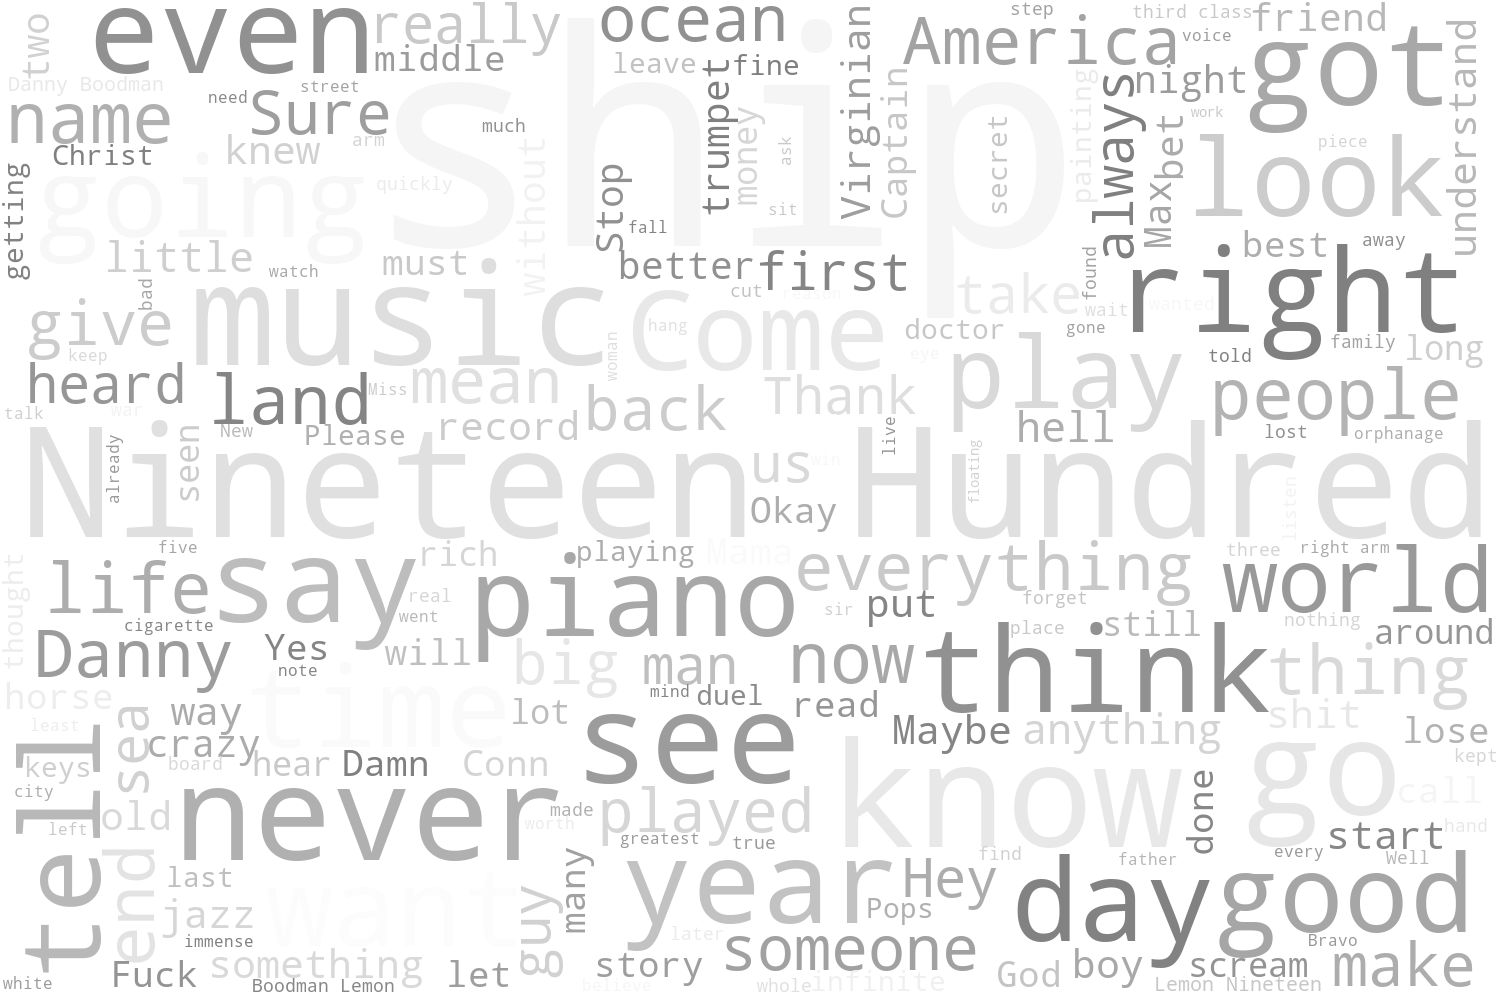 two
even
really
middle
ocean
leave
fine
America
step
third class
voice
friend
got
understand
Danny Boodman
name
need
street
Sure
much
ship
trumpet
money
ask
Virginian
Captain
secret
painting
always
night
work
bet
Max
look
piece
Christ
knew
arm
quickly
without
Stop
sit
fall
getting
going
little
watch
must
better
first
take
found
best
away
right
bad
give
keep
music
Come
cut
reason
hang
woman
doctor
eye
wait
wanted
gone
told
family
long
heard
land
Miss
mean
back
Thank
play
people
talk
war
New
Please
record
hell
live
lost
orphanage
already
seen
Nineteen Hundred
us
win
floating
listen
Okay
thought
five
rich
playing
Mama
everything
three
right arm
world
life
say
real
went
piano
sir
put
forget
place
still
nothing
around
cigarette
Danny
Yes
note
will
big
man
now
think
thing
horse
least
way
time
lot
mind
duel
read
Maybe
anything
shit
lose
tell
sea
crazy
keys
board
hear
Damn
Conn
see
know
go
kept
city
call
left
old
never
made
worth
played
greatest
true
done
start
hand
end
last
year
find
father
every
Well
many
Hey
day
good
jazz
want
guy
Pops
immense
later
someone
Bravo
white
Fuck
something
let
story
God
boy
scream
make
Boodman Lemon
believe
whole
infinite
Lemon Nineteen